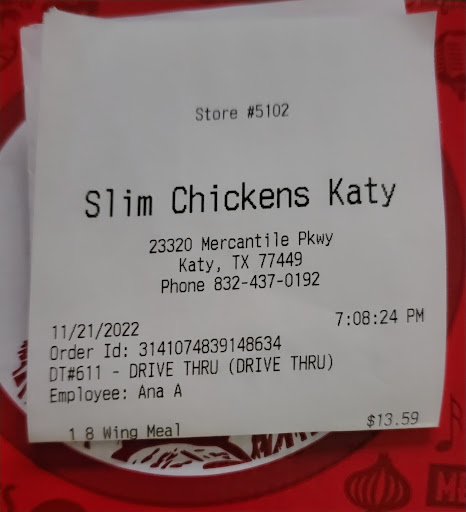 Store #5102
Slim Chickens Katy
23320 Mercantile Pkwy
Katy, TX 77449
Phone 832-437-0192
11/21/2022 7:08:24 PM
Order Id: 3141074839148634
DT#611 - DRIVE THRU (DRIVE THRU)
Employee: Ana A
1 8 Wing Meal $13.59